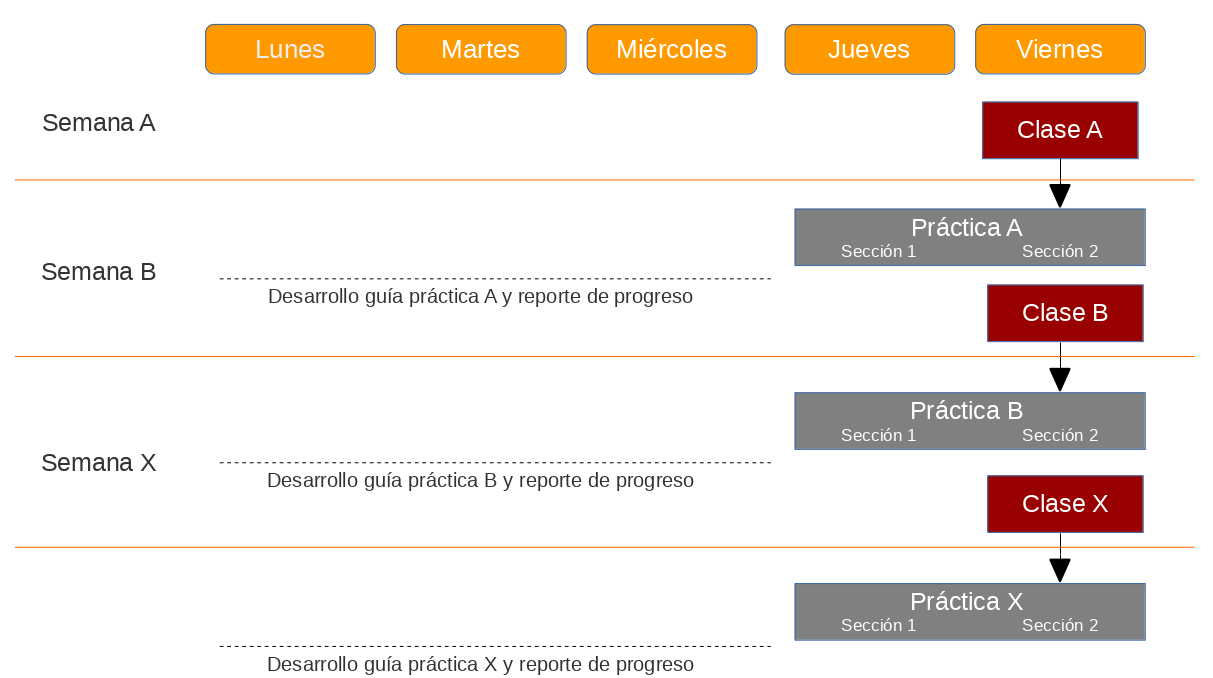 Lunes
Martes
Miércoles
Jueves
Viernes
Semana A
Clase A
Práctica A
Sección 1
Sección 2
Semana B
Desarrollo guía práctica A y reporte de progreso
Clase B
Práctica B
Sección 1
Sección 2
Semana X
Desarrollo guía práctica B y reporte de progreso
Clase X
Práctica X
Sección 1
Sección 2
Desarrollo guía práctica X y reporte de progreso